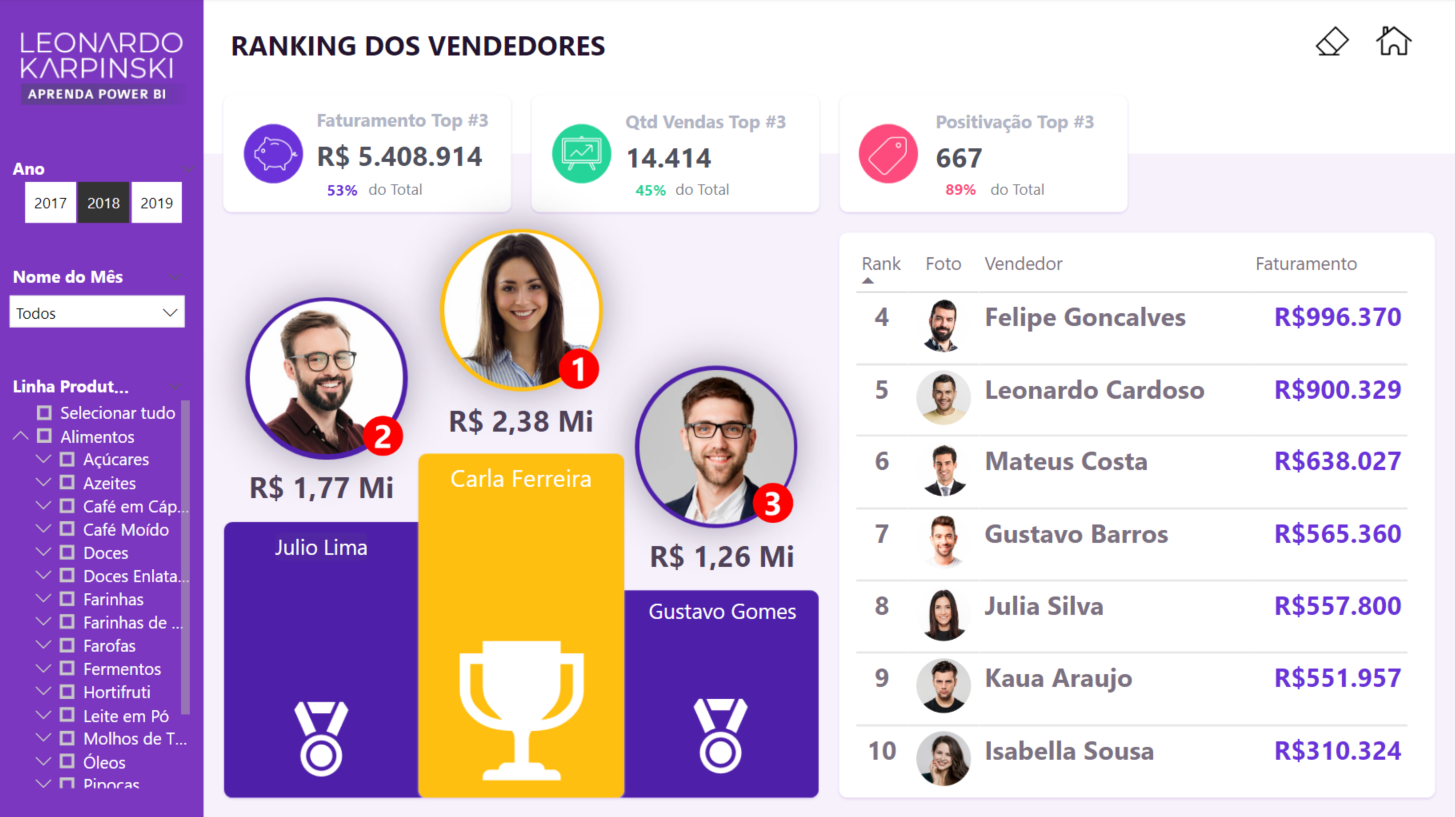 LEONARDO
KARPINSKI
APRENDA POWER BI
RANKING DOS VENDEDORES
Ano
2017 2018 2019
Nome do Mês
Todos
Linha Produt...
Selecionar tudo
Alimentos
Açúcares
Azeites
Café em Cáp...
Café Moído
Doces
Doces Enlata...
Farinhas
Farinhas de ...
Farofas
Fermentos
Hortifruti
Leite em Pó
Molhos de T...
Óleos
Pipocas
Faturamento Top #3
R$ 5.408.914
53% do Total
Qtd Vendas Top #3
14.414
45% do Total
Positivação Top #3
667
89% do Total
1
R$ 2,38 Mi
Carla Ferreira
2
R$ 1,77 Mi
Julio Lima
3
R$ 1,26 Mi
Gustavo Gomes
Rank Foto Vendedor Faturamento
4 Felipe Goncalves R$996.370
5 Leonardo Cardoso R$900.329
6 Mateus Costa R$638.027
7 Gustavo Barros R$565.360
8 Julia Silva R$557.800
9 Kaua Araujo R$551.957
10 Isabella Sousa R$310.324